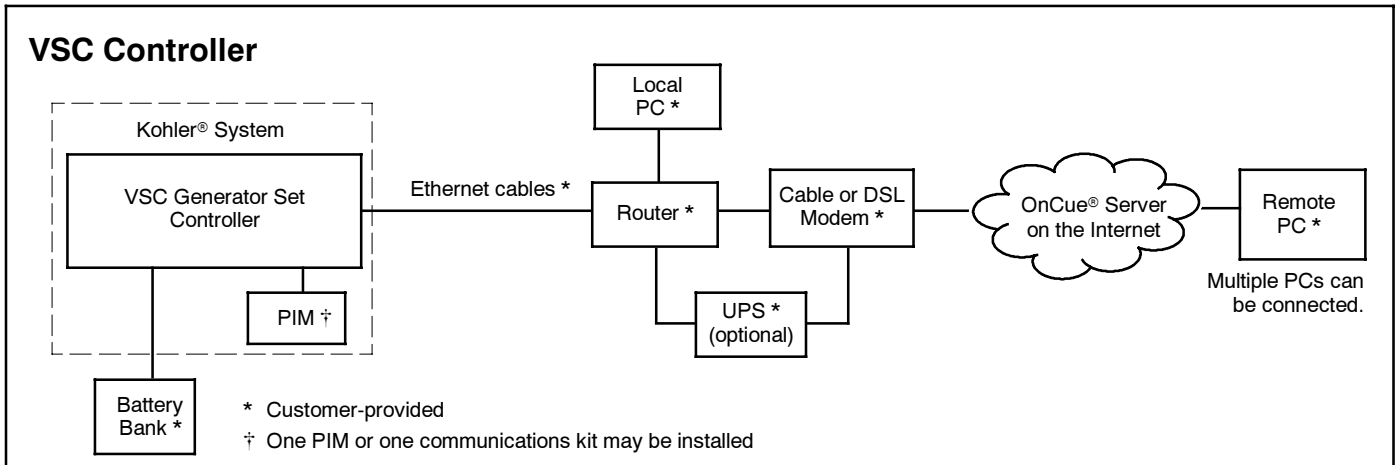 VSC Controller
Kohler® System
VSC Generator Set
Controller
PIM †
Battery
Bank *
Ethernet cables *
Local
PC *
Router *
Cable or DSL
Modem *
UPS *
(optional)
OnCue® Server
on the Internet
Remote
PC *
Multiple PCs can
be connected.
* Customer-provided
† One PIM or one communications kit may be installed